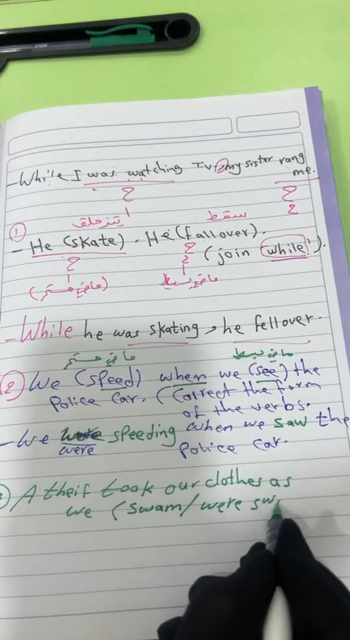 - While I was watching T.V, my sister rang
me.
يتزحلق سقط
① - He (skate). He (fall over).
(join while).
(ماضي مستمر) ماضي بسيط
- While he was skating, he fell over.
ماضي مستمر ماضي بسيط
② We (speed) when we (see) the
Police Car. (Correct the form
of the verbs.
- We were speeding when we saw the
Police car.
A theif took our clothes as
we (swam/were sw